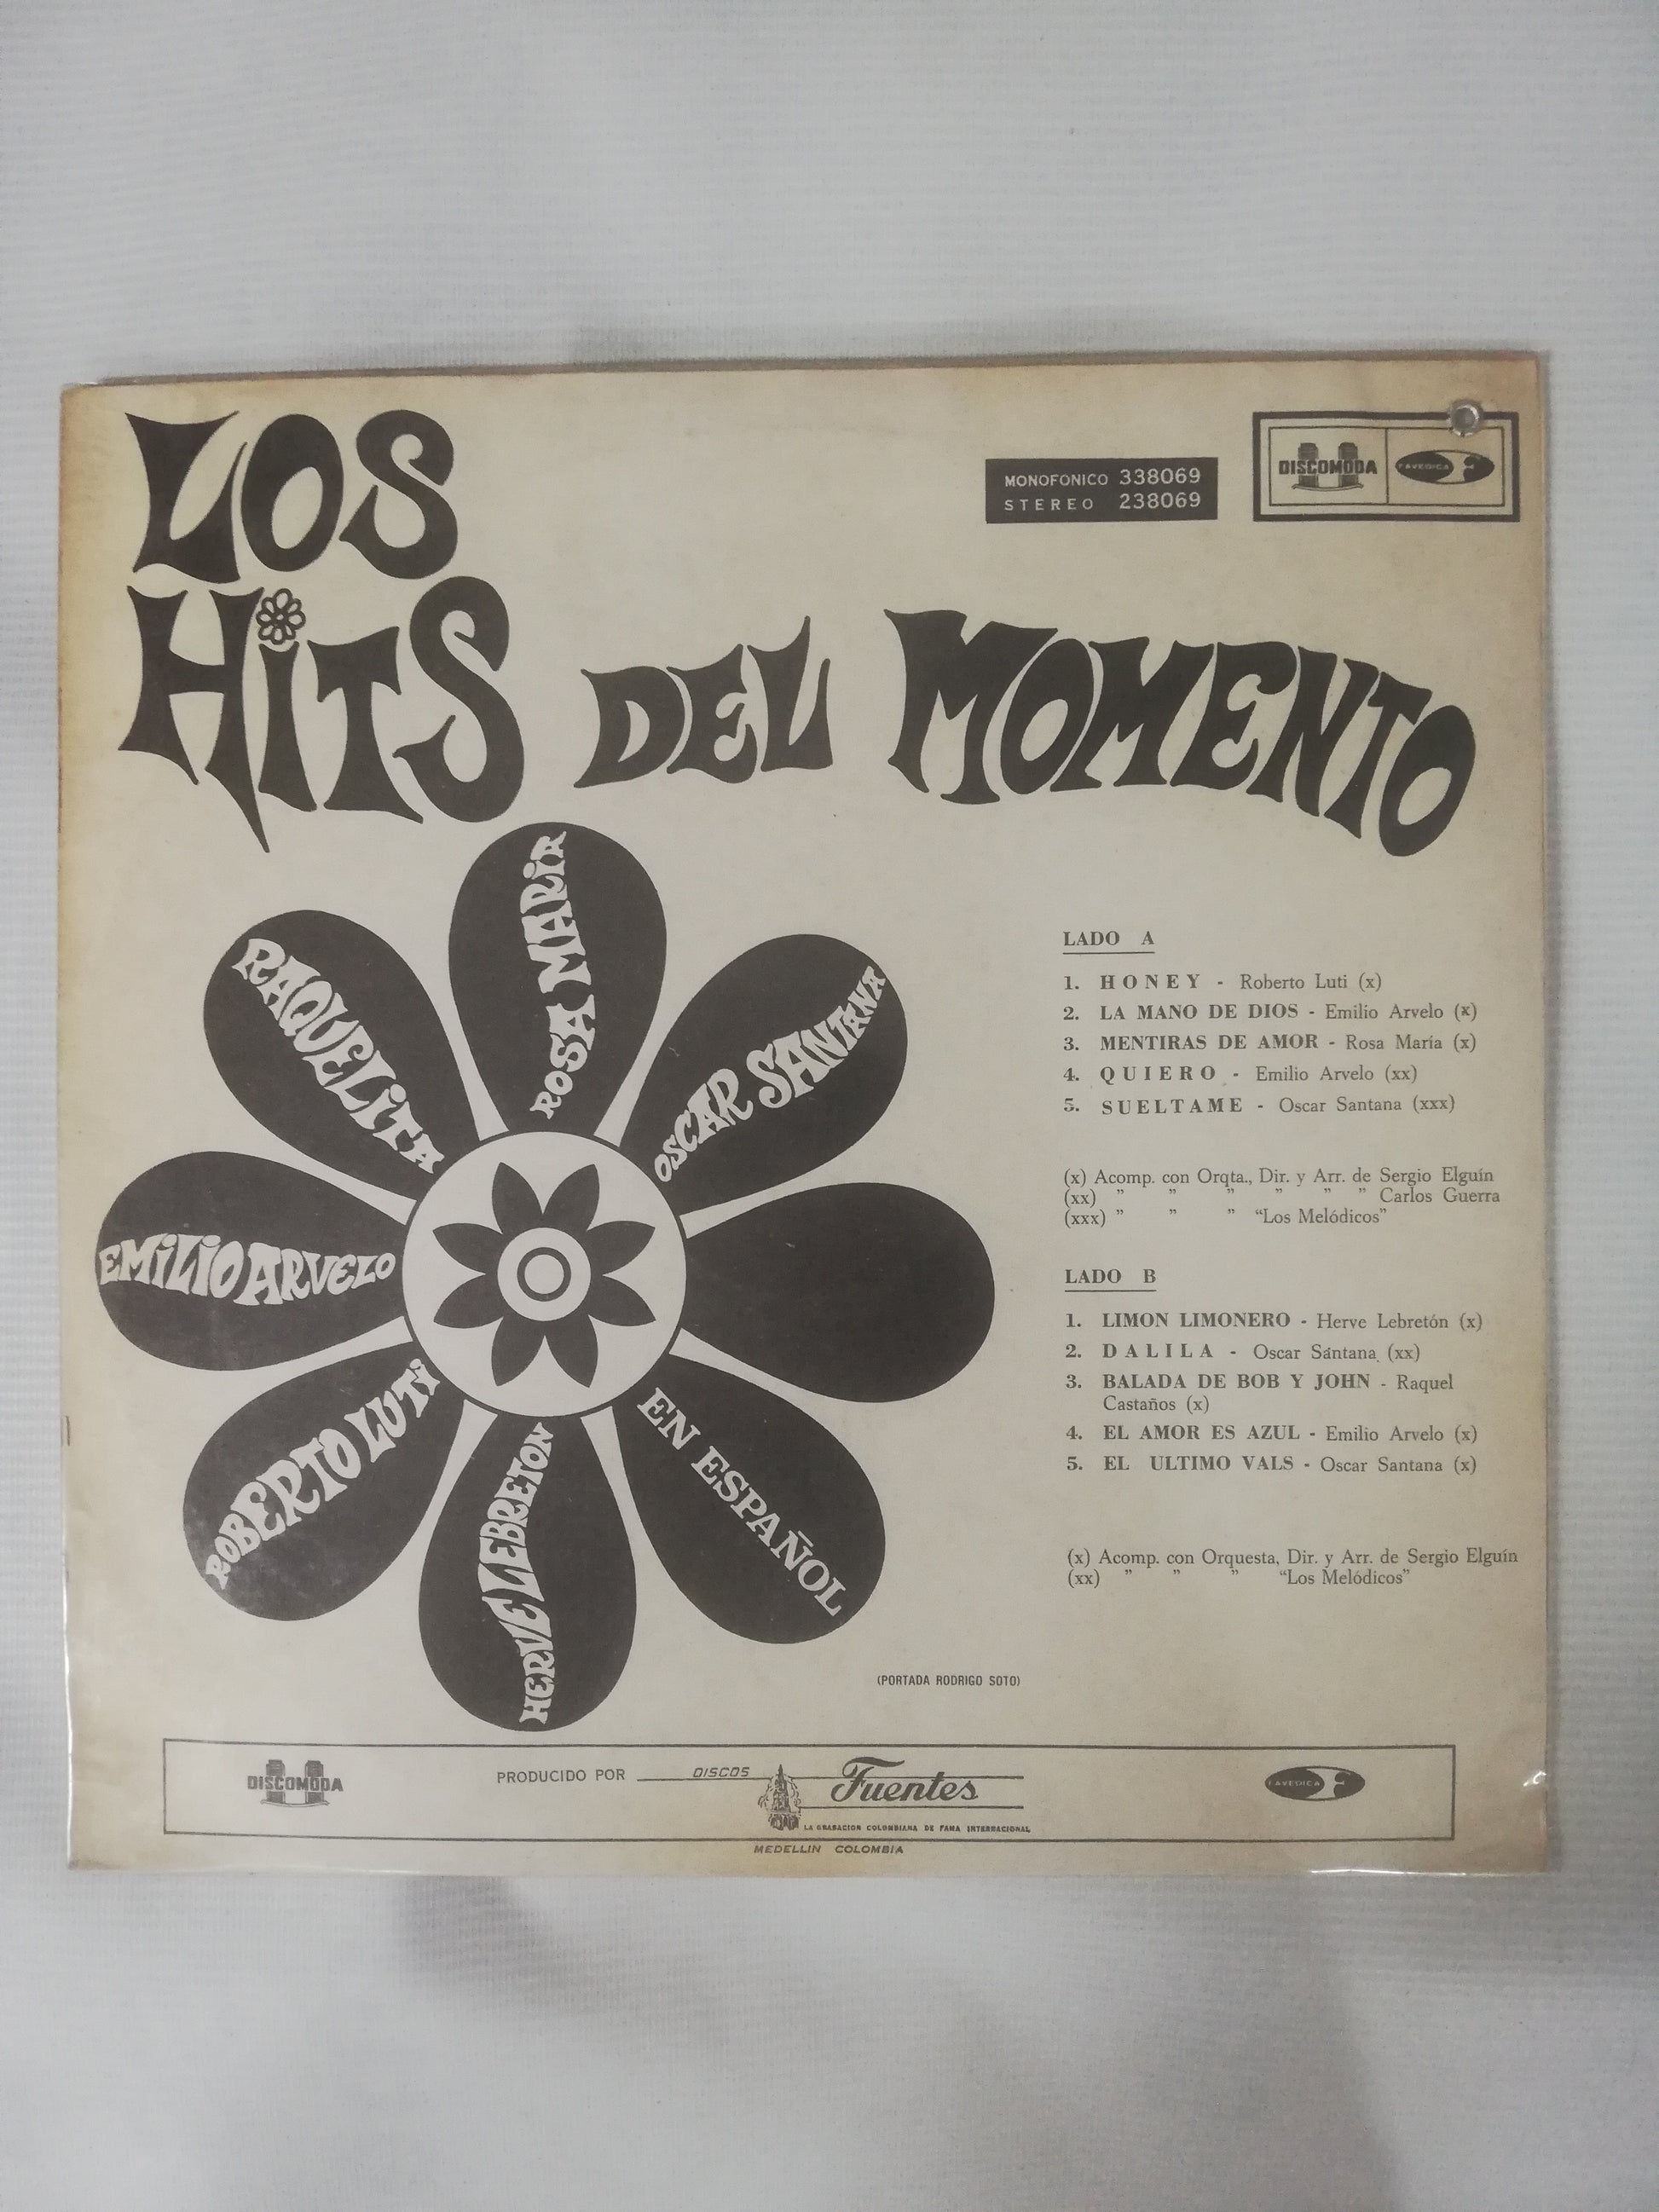 LOS
HiTS DEL MOMENTO
MONOFONICO 338069
STEREO 238069
DISCOMODA
FAVEDICA
ROSA MARiA
RAQUELiTA
OSCAR SANTANA
EMiLiO ARVELO
ROBERTO LUTi
HERVE LEBRETON
EN ESPAÑOL
LADO A
1. HONEY - Roberto Luti (x)
2. LA MANO DE DIOS - Emilio Arvelo (x)
3. MENTIRAS DE AMOR - Rosa María (x)
4. QUIERO - Emilio Arvelo (xx)
5. SUELTAME - Oscar Santana (xxx)
(x) Acomp. con Orqta., Dir. y Arr. de Sergio Elguín
(xx) " " " " " " Carlos Guerra
(xxx) " " " "Los Melódicos"
LADO B
1. LIMON LIMONERO - Herve Lebretón (x)
2. DALILA - Oscar Sántana (xx)
3. BALADA DE BOB Y JOHN - Raquel
Castaños (x)
4. EL AMOR ES AZUL - Emilio Arvelo (x)
5. EL ULTIMO VALS - Oscar Santana (x)
(x) Acomp. con Orquesta, Dir. y Arr. de Sergio Elguín
(xx) " " " "Los Melódicos"
(PORTADA RODRIGO SOTO)
DISCOMODA
PRODUCIDO POR DISCOS Fuentes
LA GRABACION COLOMBIANA DE FAMA INTERNACIONAL
FAVEDICA
MEDELLIN COLOMBIA